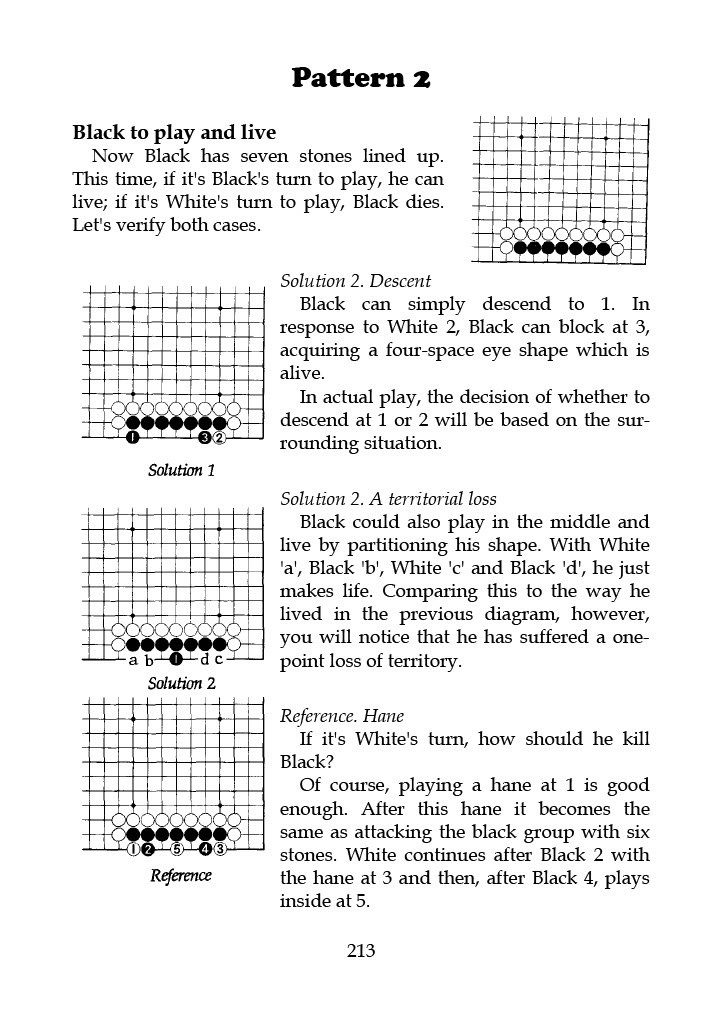 Pattern 2
Black to play and live
Now Black has seven stones lined up.
This time, if it's Black's turn to play, he can
live; if it's White's turn to play, Black dies.
Let's verify both cases.
Solution 2. Descent
Black can simply descend to 1. In
response to White 2, Black can block at 3,
acquiring a four-space eye shape which is
alive.
In actual play, the decision of whether to
descend at 1 or 2 will be based on the sur-
rounding situation.
1 3 2
Solution 1
Solution 2. A territorial loss
Black could also play in the middle and
live by partitioning his shape. With White
'a', Black 'b', White 'c' and Black 'd', he just
makes life. Comparing this to the way he
lived in the previous diagram, however,
you will notice that he has suffered a one-
point loss of territory.
a b 1 d c
Solution 2
Reference. Hane
If it's White's turn, how should he kill
Black?
Of course, playing a hane at 1 is good
enough. After this hane it becomes the
same as attacking the black group with six
stones. White continues after Black 2 with
the hane at 3 and then, after Black 4, plays
inside at 5.
1 2 5 4 3
Reference
213